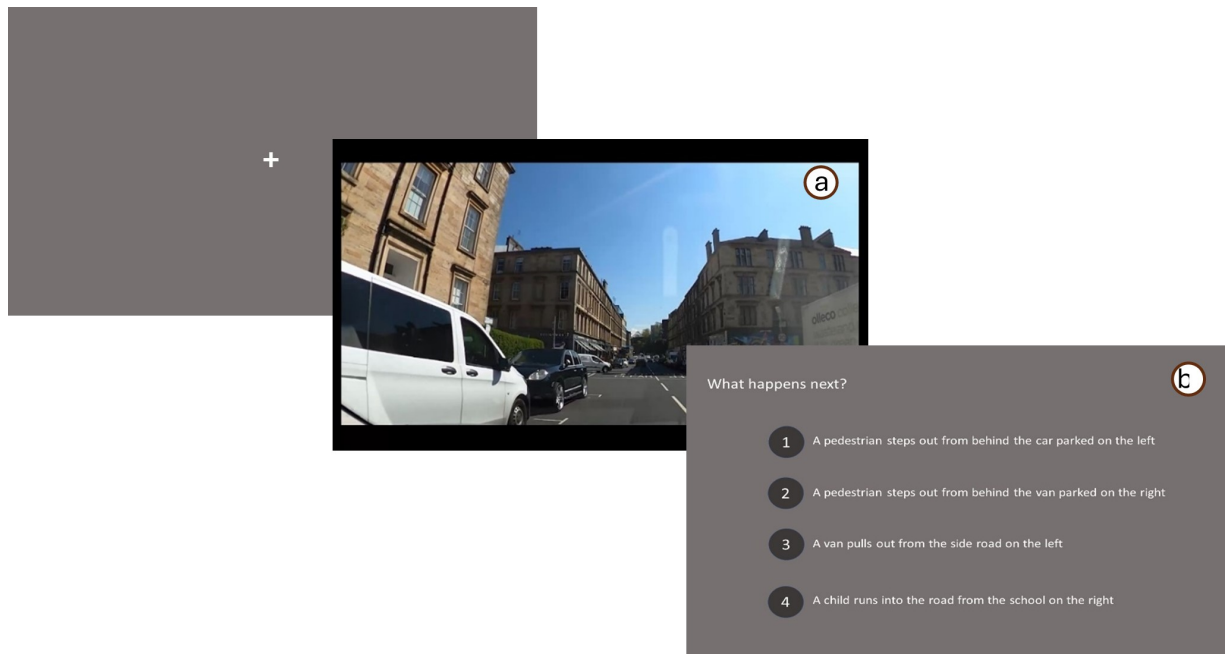 +
a
olleco
What happens next?
b
1 A pedestrian steps out from behind the car parked on the left
2 A pedestrian steps out from behind the van parked on the right
3 A van pulls out from the side road on the left
4 A child runs into the road from the school on the right